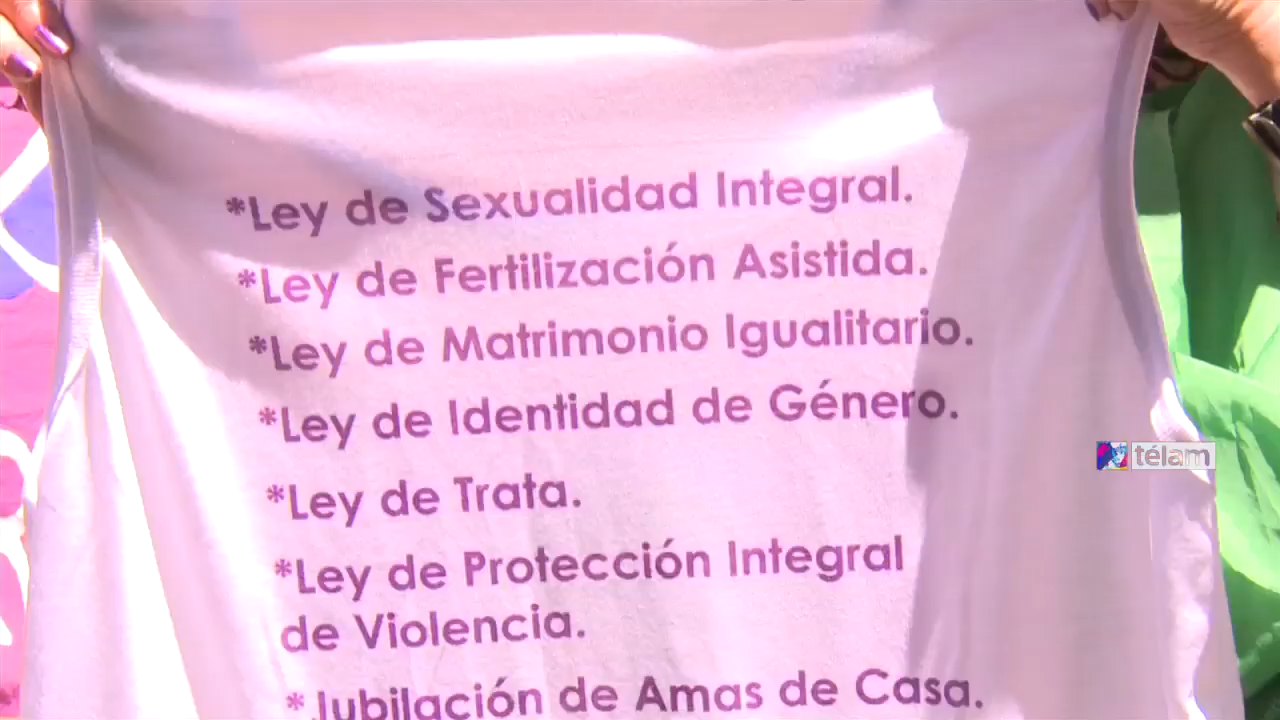 *Ley de Sexualidad Integral.
*Ley de Fertilización Asistida.
*Ley de Matrimonio Igualitario.
*Ley de Identidad de Género.
*Ley de Trata.
*Ley de Protección Integral
de Violencia.
*Jubilación de Amas de Casa.
télam